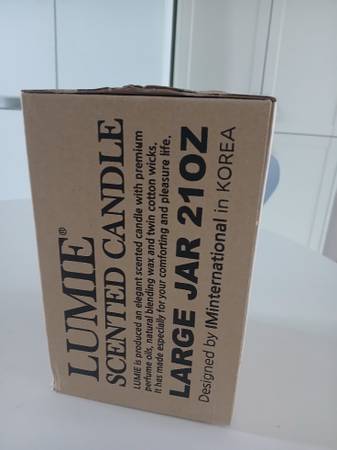 LUMIE®
SCENTED CANDLE
LUMIE is produced an elegant scented candle with premium
perfume oils, natural blending wax and twin cotton wicks.
It has made especially for your comforting and pleasure life.
LARGE JAR 21OZ
Designed by IMinternational in KOREA